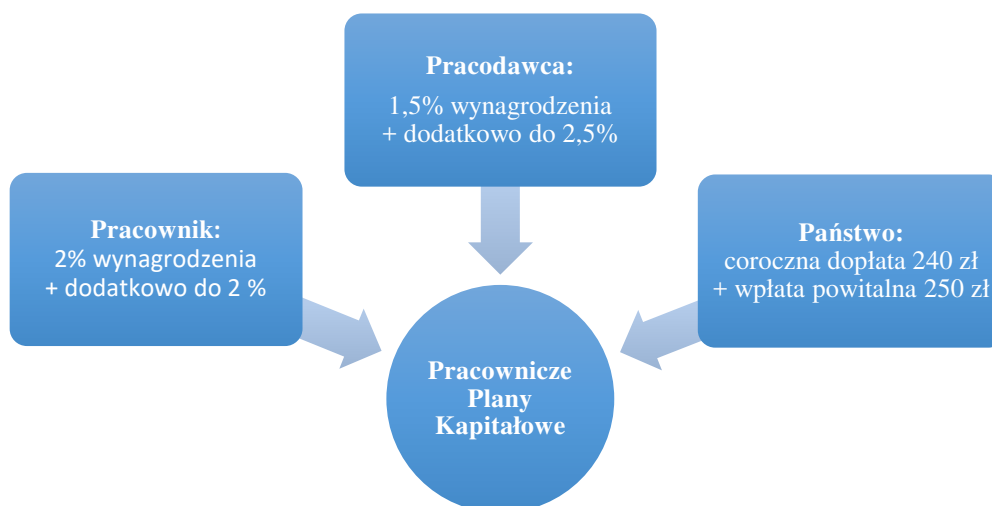 Pracodawca:
1,5% wynagrodzenia
+ dodatkowo do 2,5%
Pracownik:
2% wynagrodzenia
+ dodatkowo do 2 %
Państwo:
coroczna dopłata 240 zł
+ wpłata powitalna 250 zł
Pracownicze
Plany
Kapitałowe